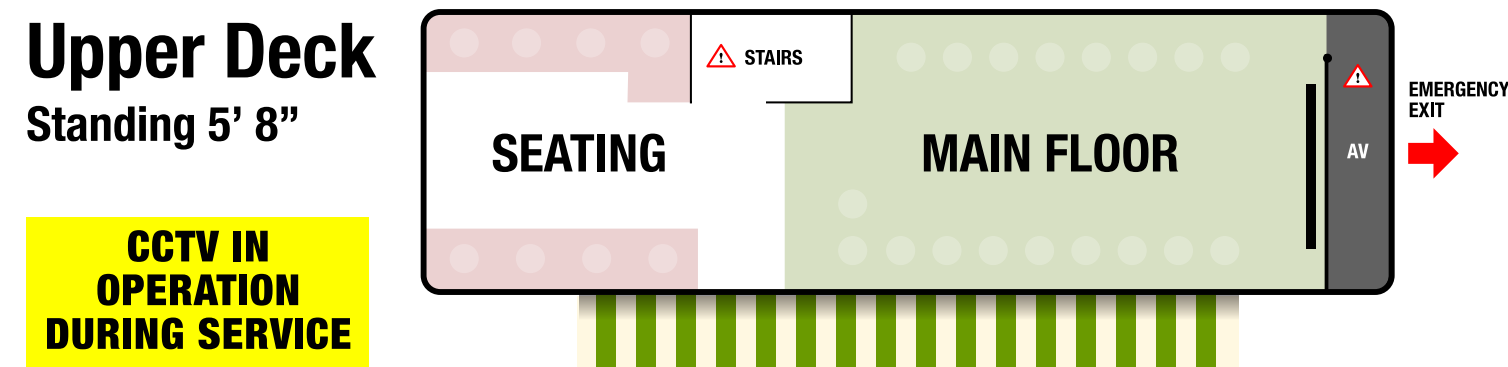 Upper Deck
Standing 5’ 8”
CCTV IN
OPERATION
DURING SERVICE
! STAIRS
SEATING
MAIN FLOOR
!
AV
EMERGENCY
EXIT